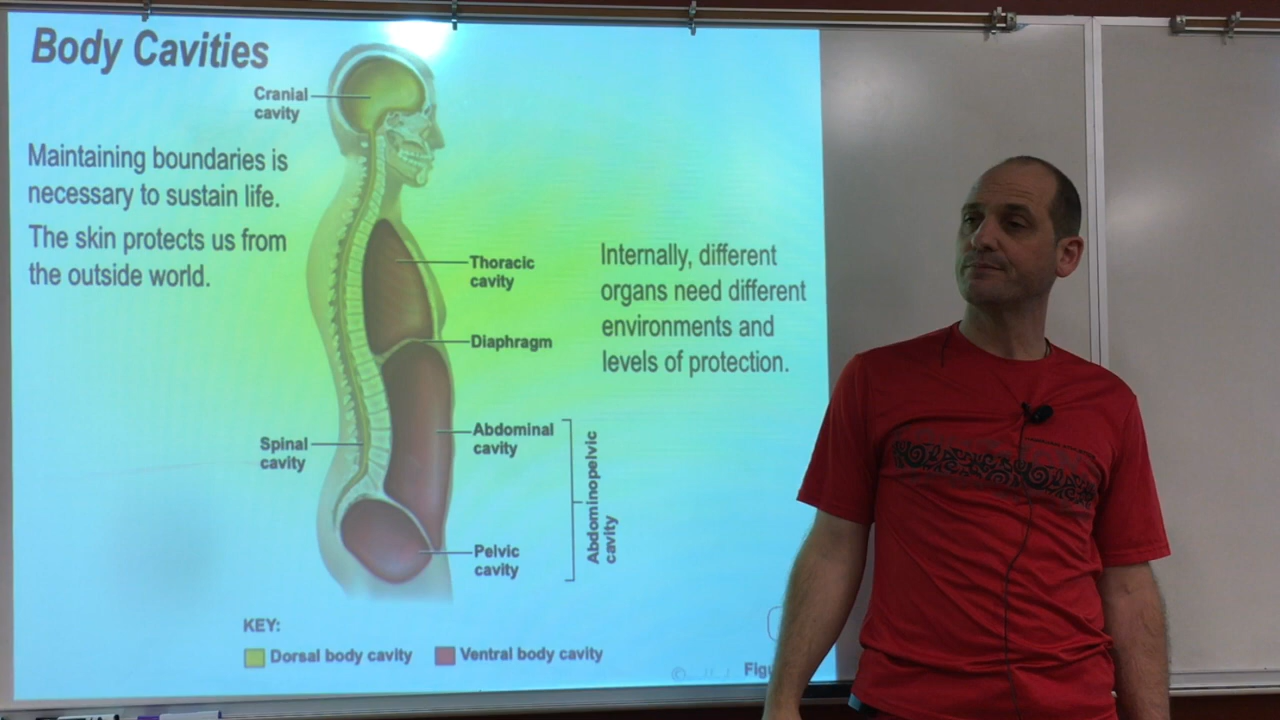 Body Cavities
Cranial
cavity
Maintaining boundaries is
necessary to sustain life.
The skin protects us from
the outside world.
Thoracic
cavity
Internally, different
organs need different
environments and
levels of protection.
Diaphragm
Spinal
cavity
Abdominal
cavity
Abdominopelvic
cavity
Pelvic
cavity
KEY:
Dorsal body cavity
Ventral body cavity